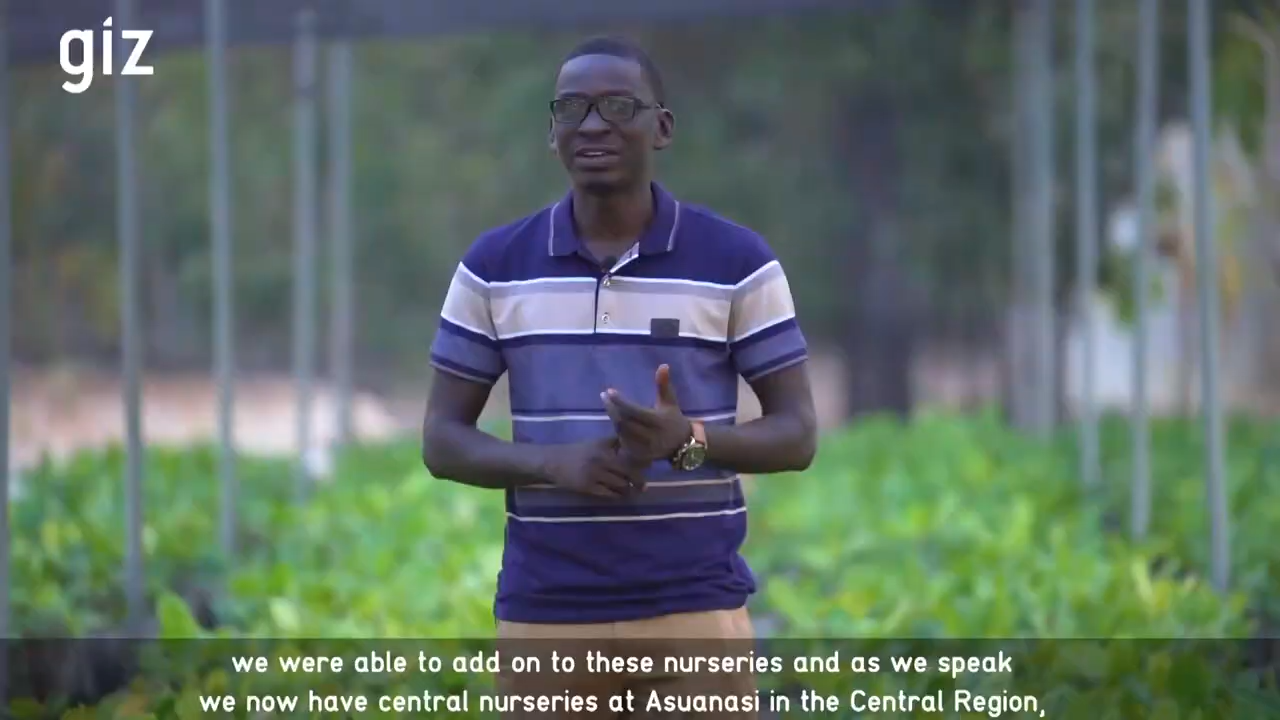 giz
we were able to add on to these nurseries and as we speak
we now have central nurseries at Asuanasi in the Central Region,